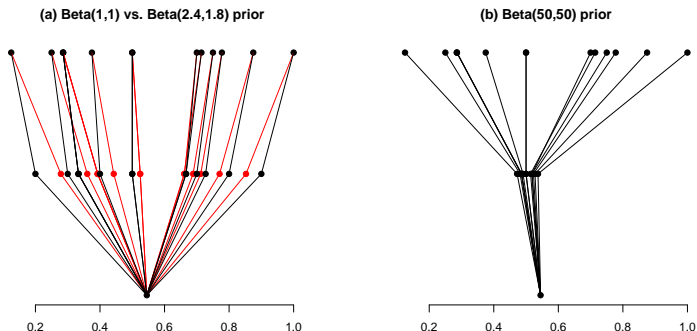 (a) Beta(1,1) vs. Beta(2.4,1.8) prior
(b) Beta(50,50) prior
0.2 0.4 0.6 0.8 1.0
0.2 0.4 0.6 0.8 1.0